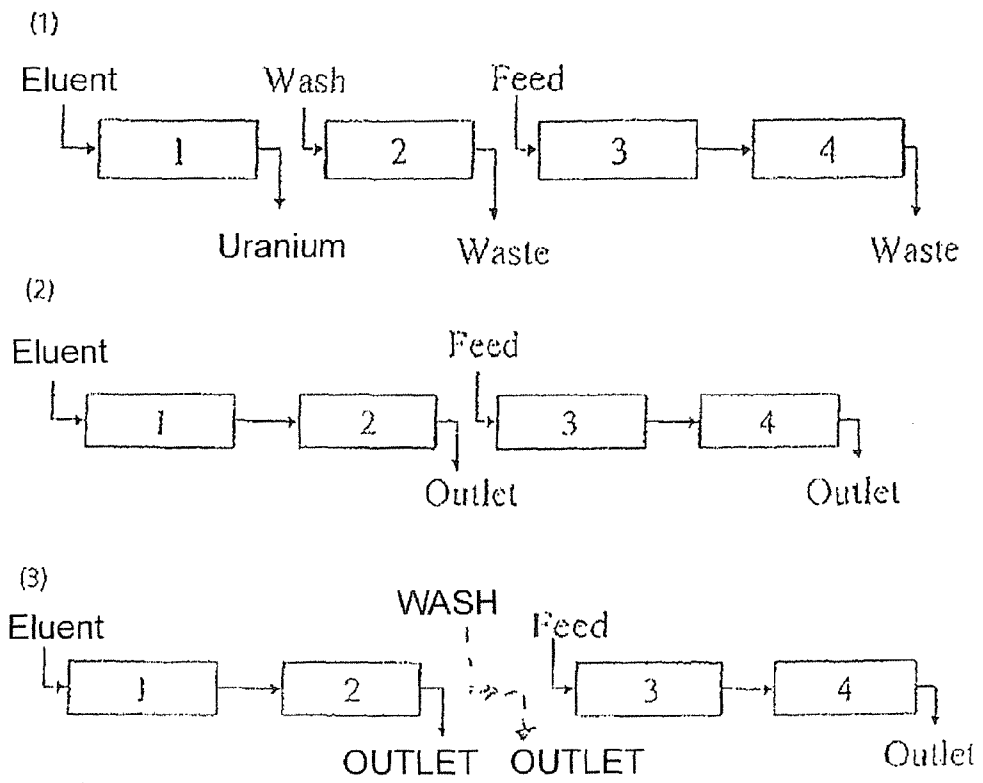 (1)
Eluent Wash Feed
1 2 3 4
Uranium Waste Waste
(2)
Eluent Feed
1 2 3 4
Outlet Outlet
(3)
Eluent WASH Feed
1 2 3 4
OUTLET OUTLET Outlet